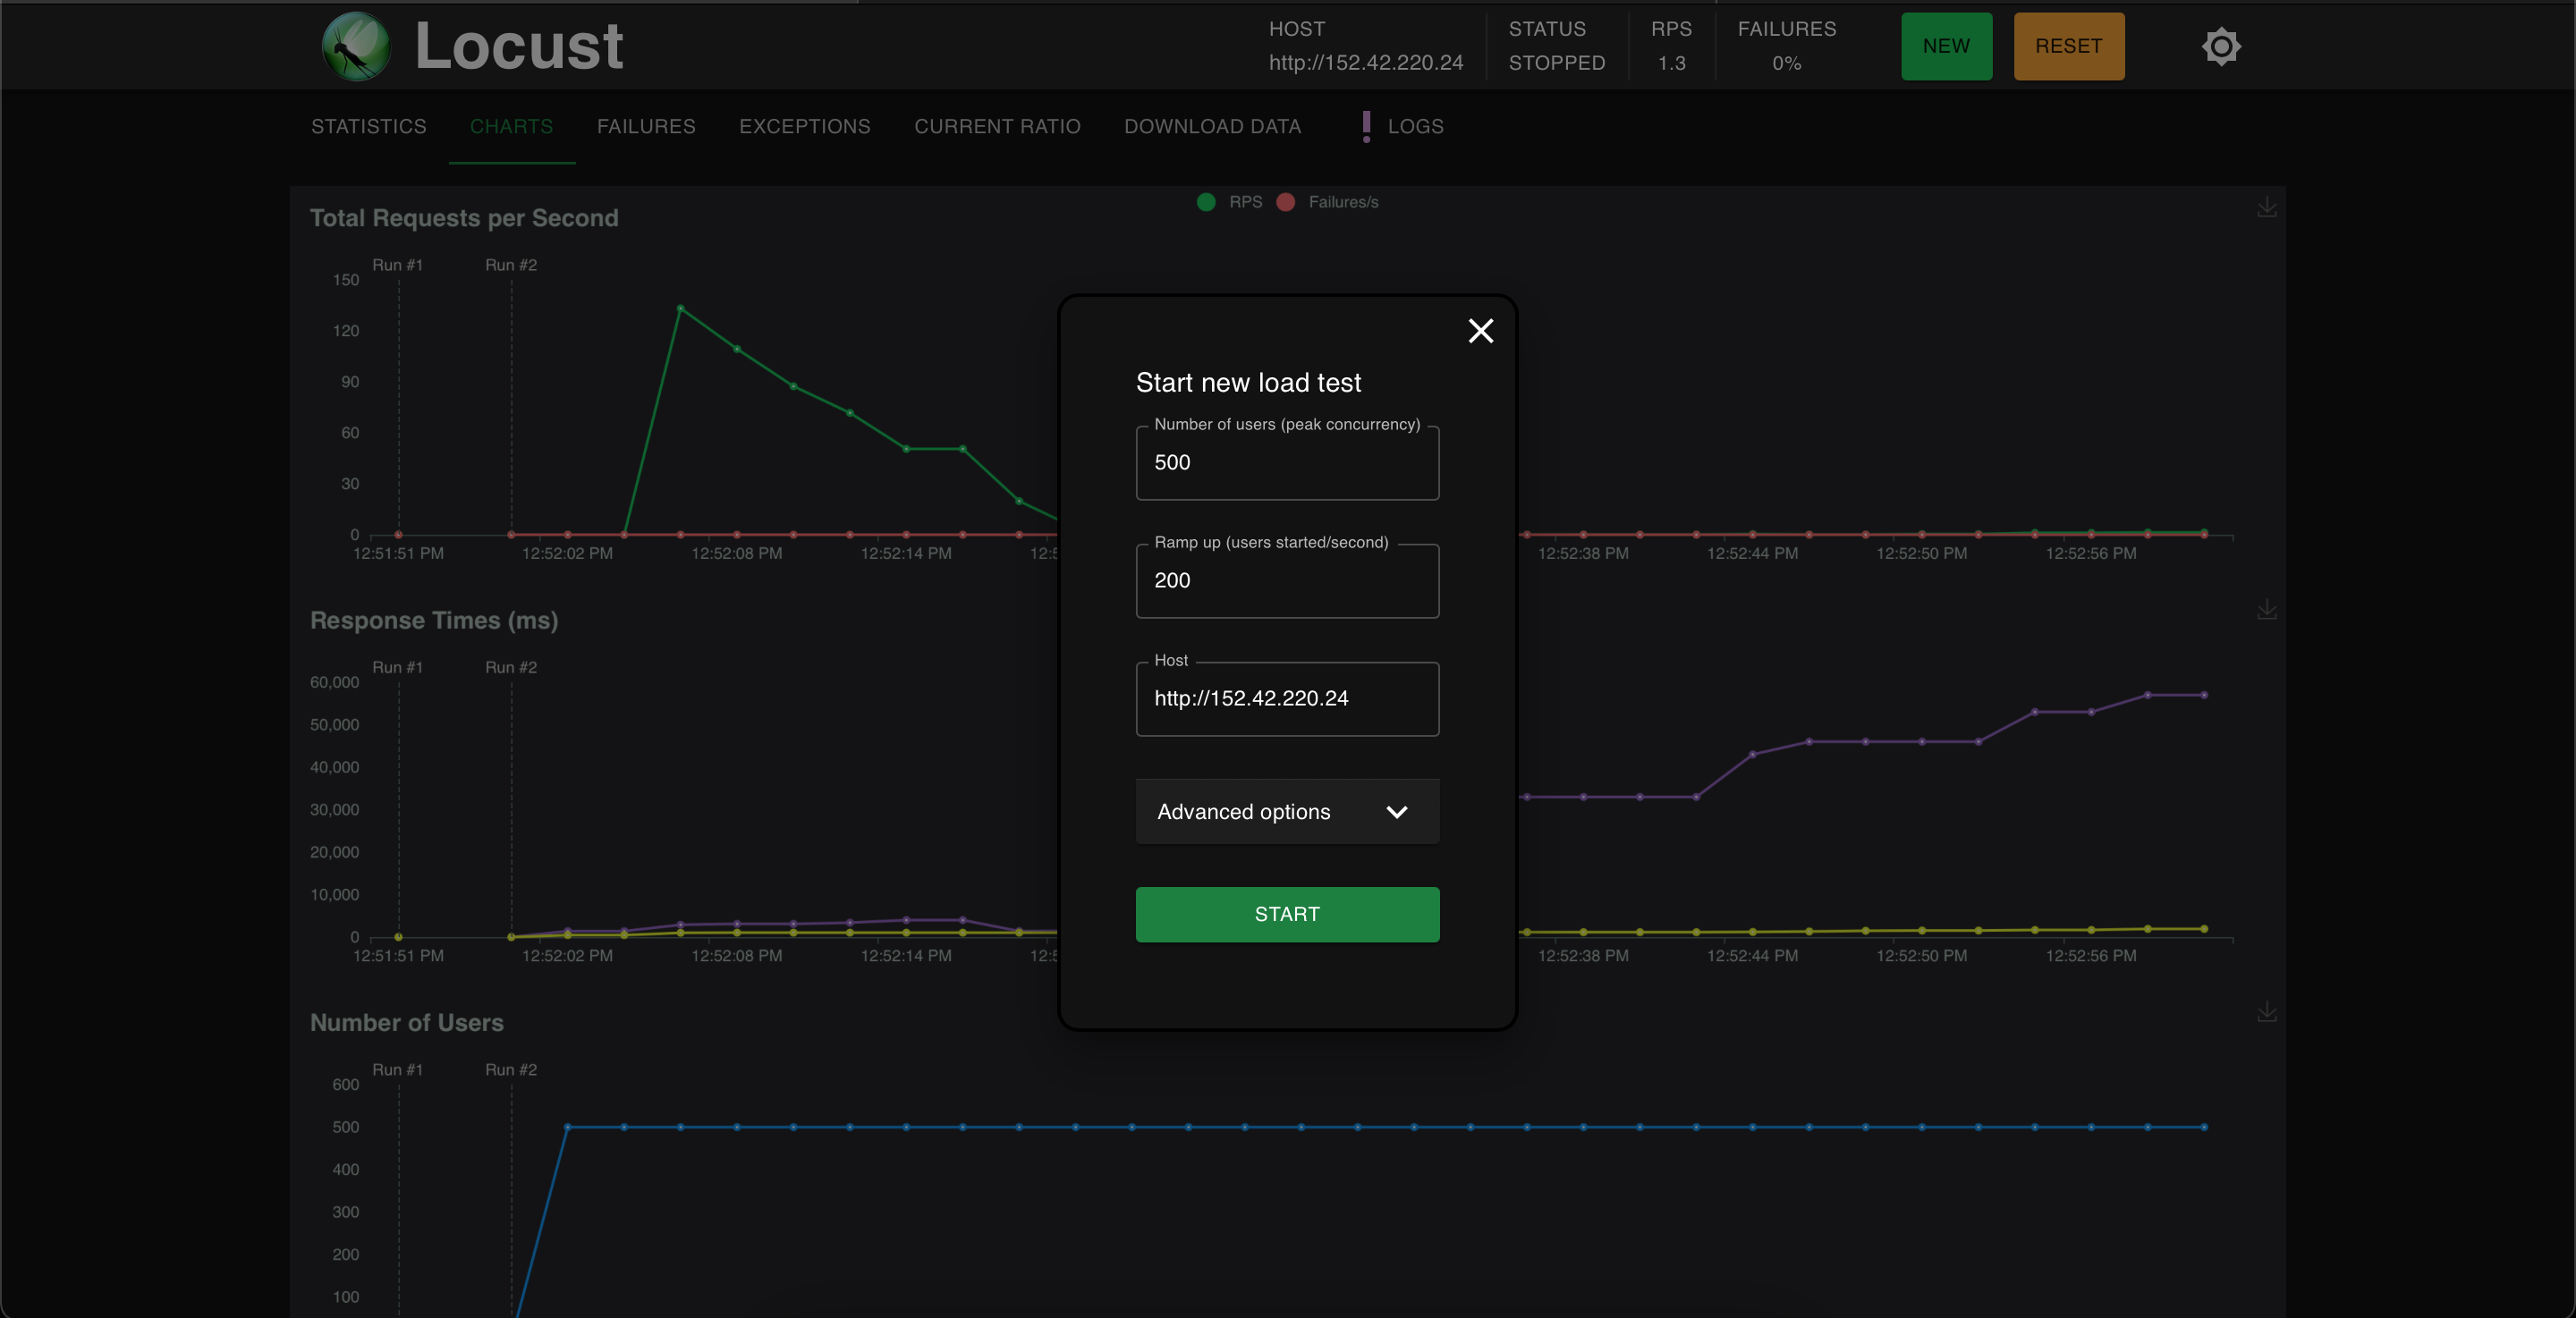 Locust
HOST
http://152.42.220.24
STATUS
STOPPED
RPS
1.3
FAILURES
0%
NEW
RESET
STATISTICS
CHARTS
FAILURES
EXCEPTIONS
CURRENT RATIO
DOWNLOAD DATA
LOGS
Total Requests per Second
RPS
Failures/s
Run #1
Run #2
150
120
90
60
30
0
12:51:51 PM
12:52:02 PM
12:52:08 PM
12:52:14 PM
12:5
12:52:38 PM
12:52:44 PM
12:52:50 PM
12:52:56 PM
Start new load test
Number of users (peak concurrency)
500
Ramp up (users started/second)
200
Host
http://152.42.220.24
Advanced options
START
Response Times (ms)
Run #1
Run #2
60,000
50,000
40,000
30,000
20,000
10,000
0
12:51:51 PM
12:52:02 PM
12:52:08 PM
12:52:14 PM
12:5
12:52:38 PM
12:52:44 PM
12:52:50 PM
12:52:56 PM
Number of Users
Run #1
Run #2
600
500
400
300
200
100